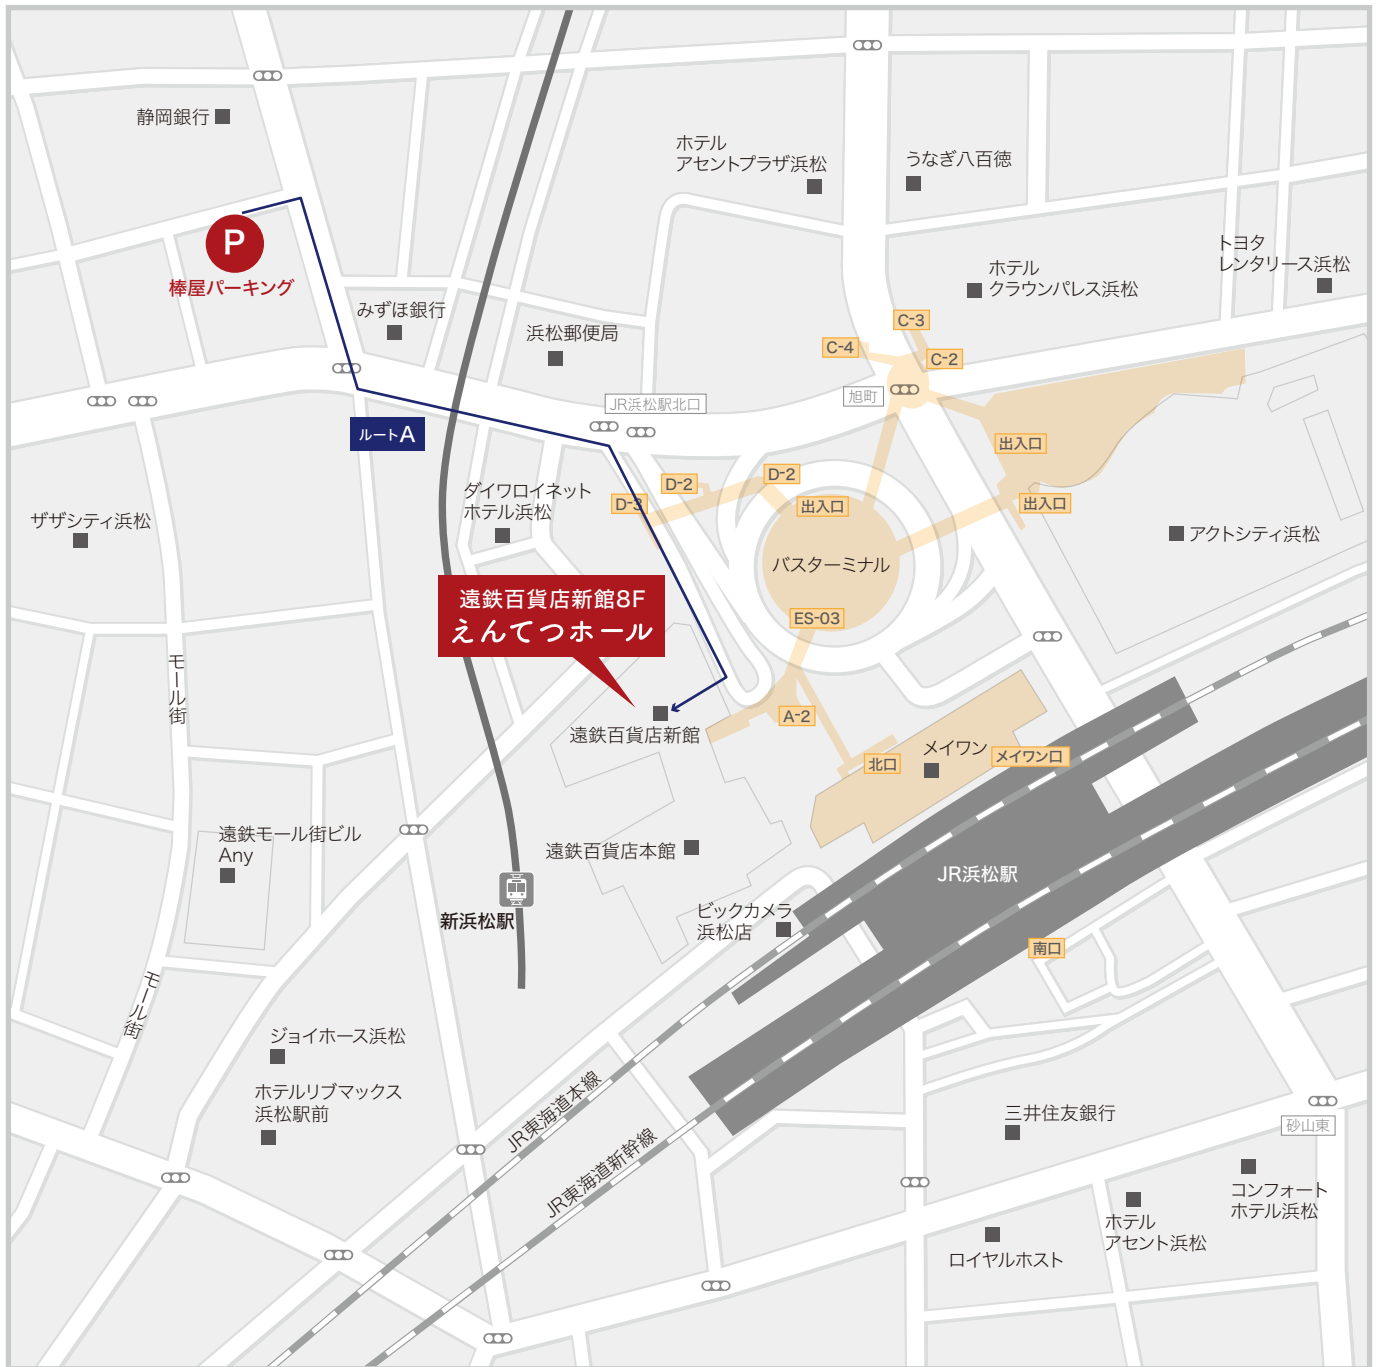 静岡銀行
ホテル
アセントプラザ浜松
うなぎ八百徳
トヨタ
レンタリース浜松
P
棒屋パーキング
ホテル
クラウンパレス浜松
みずほ銀行
浜松郵便局
C-3
C-4
C-2
旭町
JR浜松駅北口
ルートA
出入口
D-2
D-2
D-3
出入口
出入口
ダイワロイネット
ホテル浜松
ザザシティ浜松
アクトシティ浜松
バスターミナル
遠鉄百貨店新館8F
えんてつホール
ES-03
モール街
A-2
遠鉄百貨店新館
メイワン
メイワン口
北口
遠鉄モール街ビル
Any
遠鉄百貨店本館
JR浜松駅
新浜松駅
ビックカメラ
浜松店
南口
モール街
ジョイホース浜松
ホテルリブマックス
浜松駅前
JR東海道本線
JR東海道新幹線
三井住友銀行
砂山東
コンフォート
ホテル浜松
ホテル
アセント浜松
ロイヤルホスト